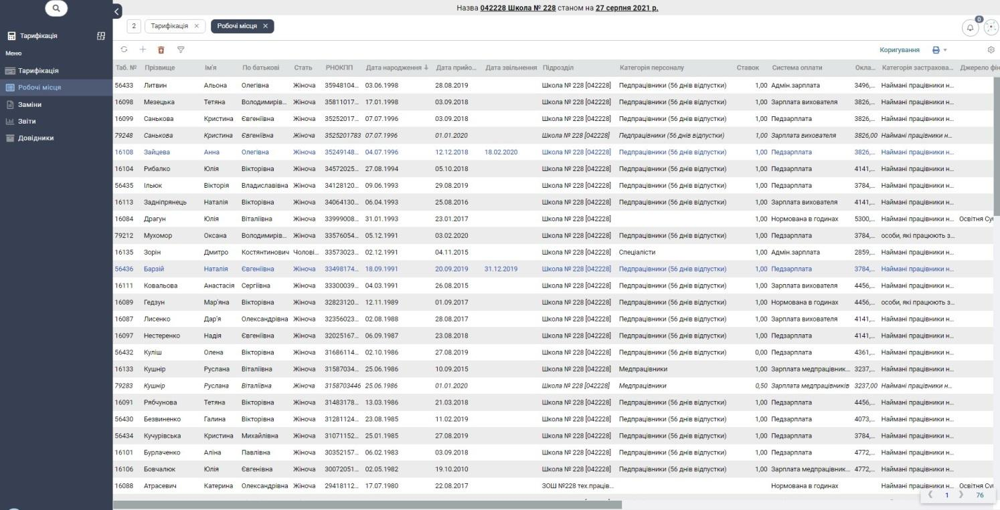 Назва 042228 Школа № 228 станом на 27 серпня 2021 р.
2 Тарифікація × Робочі місця ×
0
Тарифікація
Меню
Тарифікація
Робочі місця
Заміни
Звіти
Довідники
Коригування
Таб. № Прізвище Ім'я По батькові Стать РНОКПП Дата народження Дата прийо... Дата звільнення Підрозділ Категорія персоналу Ставок Система оплати Окла... Категорія застрахова... Джерело фін
56433 Литвин Альона Олегівна Жіноча 35948104... 03.06.1998 28.08.2019 Школа № 228 [042228] Педпрацівники (56 днів відпустки) 1,00 Адмін.зарплата 3496,... Наймані працівники н...
16098 Мезецька Тетяна Володимирів... Жіноча 35811017... 17.01.1998 03.09.2018 Школа № 228 [042228] Педпрацівники (56 днів відпустки) 1,00 Зарплата вихователя 3826,... Наймані працівники н...
16099 Санькова Кристина Євгеніївна Жіноча 35252017... 07.07.1996 03.09.2018 Школа № 228 [042228] Педпрацівники (56 днів відпустки) 1,00 Педзарплата 3826,... Наймані працівники н...
79248 Санькова Кристина Євгеніївна Жіноча 3525201783 07.07.1996 01.01.2020 Школа № 228 [042228] Педпрацівники (56 днів відпустки) 1,00 Зарплата вихователя 3826,00 Наймані працівники н...
16108 Зайцева Анна Олегівна Жіноча 35249148... 04.07.1996 12.12.2018 18.02.2020 Школа № 228 [042228] Педпрацівники (56 днів відпустки) 1,00 Педзарплата 3826,... Наймані працівники н...
16104 Рибалко Юлія Вікторівна Жіноча 34572025... 27.08.1994 05.10.2018 Школа № 228 [042228] Педпрацівники (56 днів відпустки) 1,00 Педзарплата 4141,... Наймані працівники н...
56435 Ільюк Вікторія Владиславівна Жіноча 34128120... 09.06.1993 29.08.2019 Школа № 228 [042228] Педпрацівники (56 днів відпустки) 1,00 Педзарплата 3784,... Наймані працівники н...
16113 Задніпрянець Наталія Вікторівна Жіноча 34064130... 06.04.1993 25.08.2016 Школа № 228 [042228] Педпрацівники (56 днів відпустки) 1,00 Зарплата вихователя 4141,... Наймані працівники н...
16084 Драгун Юлія Віталіївна Жіноча 33999008... 31.01.1993 23.01.2017 Школа № 228 [042228] 1,00 Нормована в годинах 5300,... Наймані працівники н... Освітня Су
79212 Мухомор Оксана Володимирів... Жіноча 33576054... 05.12.1991 03.02.2020 Школа № 228 [042228] Педпрацівники (56 днів відпустки) 1,00 Педзарплата 3784,... особи, які працюють з...
16135 Зорін Дмитро Костянтинович Чолові... 33573023... 02.12.1991 04.11.2015 Школа № 228 [042228] Спеціалісти 1,00 Адмін.зарплата 2859,... Наймані працівники н...
56436 Барзій Наталія Євгеніївна Жіноча 33498174... 18.09.1991 20.09.2019 31.12.2019 Школа № 228 [042228] Педпрацівники (56 днів відпустки) 1,00 Педзарплата 3784,... Наймані працівники н...
16111 Ковальова Анастасія Сергіївна Жіноча 33300039... 04.03.1991 26.08.2015 Школа № 228 [042228] Педпрацівники (56 днів відпустки) 1,00 Зарплата вихователя 4456,... Наймані працівники н...
16089 Гедзун Мар'яна Вікторівна Жіноча 32823120... 12.11.1989 01.09.2017 Школа № 228 [042228] Педпрацівники (56 днів відпустки) 1,00 Нормована в годинах 4456,... особи, які працюють з...
16087 Лисенко Дар'я Олександрівна Жіноча 32356023... 02.08.1988 28.08.2017 Школа № 228 [042228] Педпрацівники (56 днів відпустки) 1,00 Зарплата вихователя 4141,... Наймані працівники н...
16097 Нестеренко Надія Євгеніївна Жіноча 32025167... 06.09.1987 23.08.2018 Школа № 228 [042228] Педпрацівники (56 днів відпустки) 1,00 Педзарплата 4141,... Наймані працівники н...
56432 Куліш Олена Вікторівна Жіноча 31686114... 02.10.1986 27.08.2019 Школа № 228 [042228] Педпрацівники (56 днів відпустки) 0,00 Педзарплата 4361,... Наймані працівники н...
16133 Кушнір Руслана Віталіївна Жіноча 31587034... 25.06.1986 10.09.2015 Школа № 228 [042228] Медпрацівники 1,00 Зарплата медпрацівник... 3237,... Наймані працівники н...
79283 Кушнір Руслана Віталіївна Жіноча 3158703446 25.06.1986 01.01.2020 Школа № 228 [042228] Медпрацівники 0,50 Зарплата медпрацівників 3237,00 Наймані працівники н...
16091 Рябчунова Тетяна Вікторівна Жіноча 31483178... 13.03.1986 21.03.2018 Школа № 228 [042228] Педпрацівники (56 днів відпустки) 1,00 Педзарплата 4456,... Наймані працівники н...
56430 Безвиненко Галина Вікторівна Жіноча 31281124... 23.08.1985 11.02.2019 Школа № 228 [042228] Педпрацівники (56 днів відпустки) 1,00 Педзарплата 4073,... Наймані працівники н...
56434 Кучурівська Кристина Михайлівна Жіноча 31071152... 25.01.1985 27.08.2019 Школа № 228 [042228] Педпрацівники (56 днів відпустки) 1,00 Педзарплата 3784,... Наймані працівники н...
16101 Бурлаченко Аліна Павлівна Жіноча 30352157... 06.02.1983 03.09.2018 Школа № 228 [042228] Педпрацівники (56 днів відпустки) 1,00 Педзарплата 4772,... Наймані працівники н...
16106 Бовчалюк Юлія Євгенівна Жіноча 30072051... 02.05.1982 19.10.2010 Школа № 228 [042228] Педпрацівники (56 днів відпустки) 1,00 Зарплата медпрацівник... 4772,... Наймані працівники н...
16088 Атрасевич Катерина Олександрівна Жіноча 29418112... 17.07.1980 22.08.2017 ЗОШ №228 тех.праців... Нормована в годинах Наймані працівники н... Освітня Су
1 76